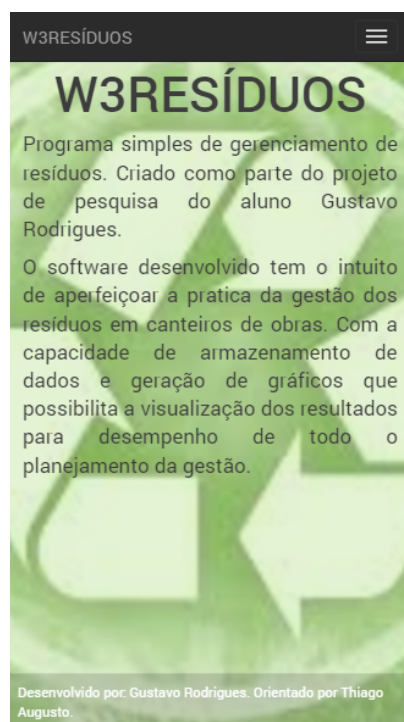 W3RESÍDUOS
W3RESÍDUOS
Programa simples de gerenciamento de
resíduos. Criado como parte do projeto
de pesquisa do aluno Gustavo
Rodrigues.
O software desenvolvido tem o intuito
de aperfeiçoar a pratica da gestão dos
resíduos em canteiros de obras. Com a
capacidade de armazenamento de
dados e geração de gráficos que
possibilita a visualização dos resultados
para desempenho de todo o
planejamento da gestão.
Desenvolvido por: Gustavo Rodrigues. Orientado por Thiago
Augusto.